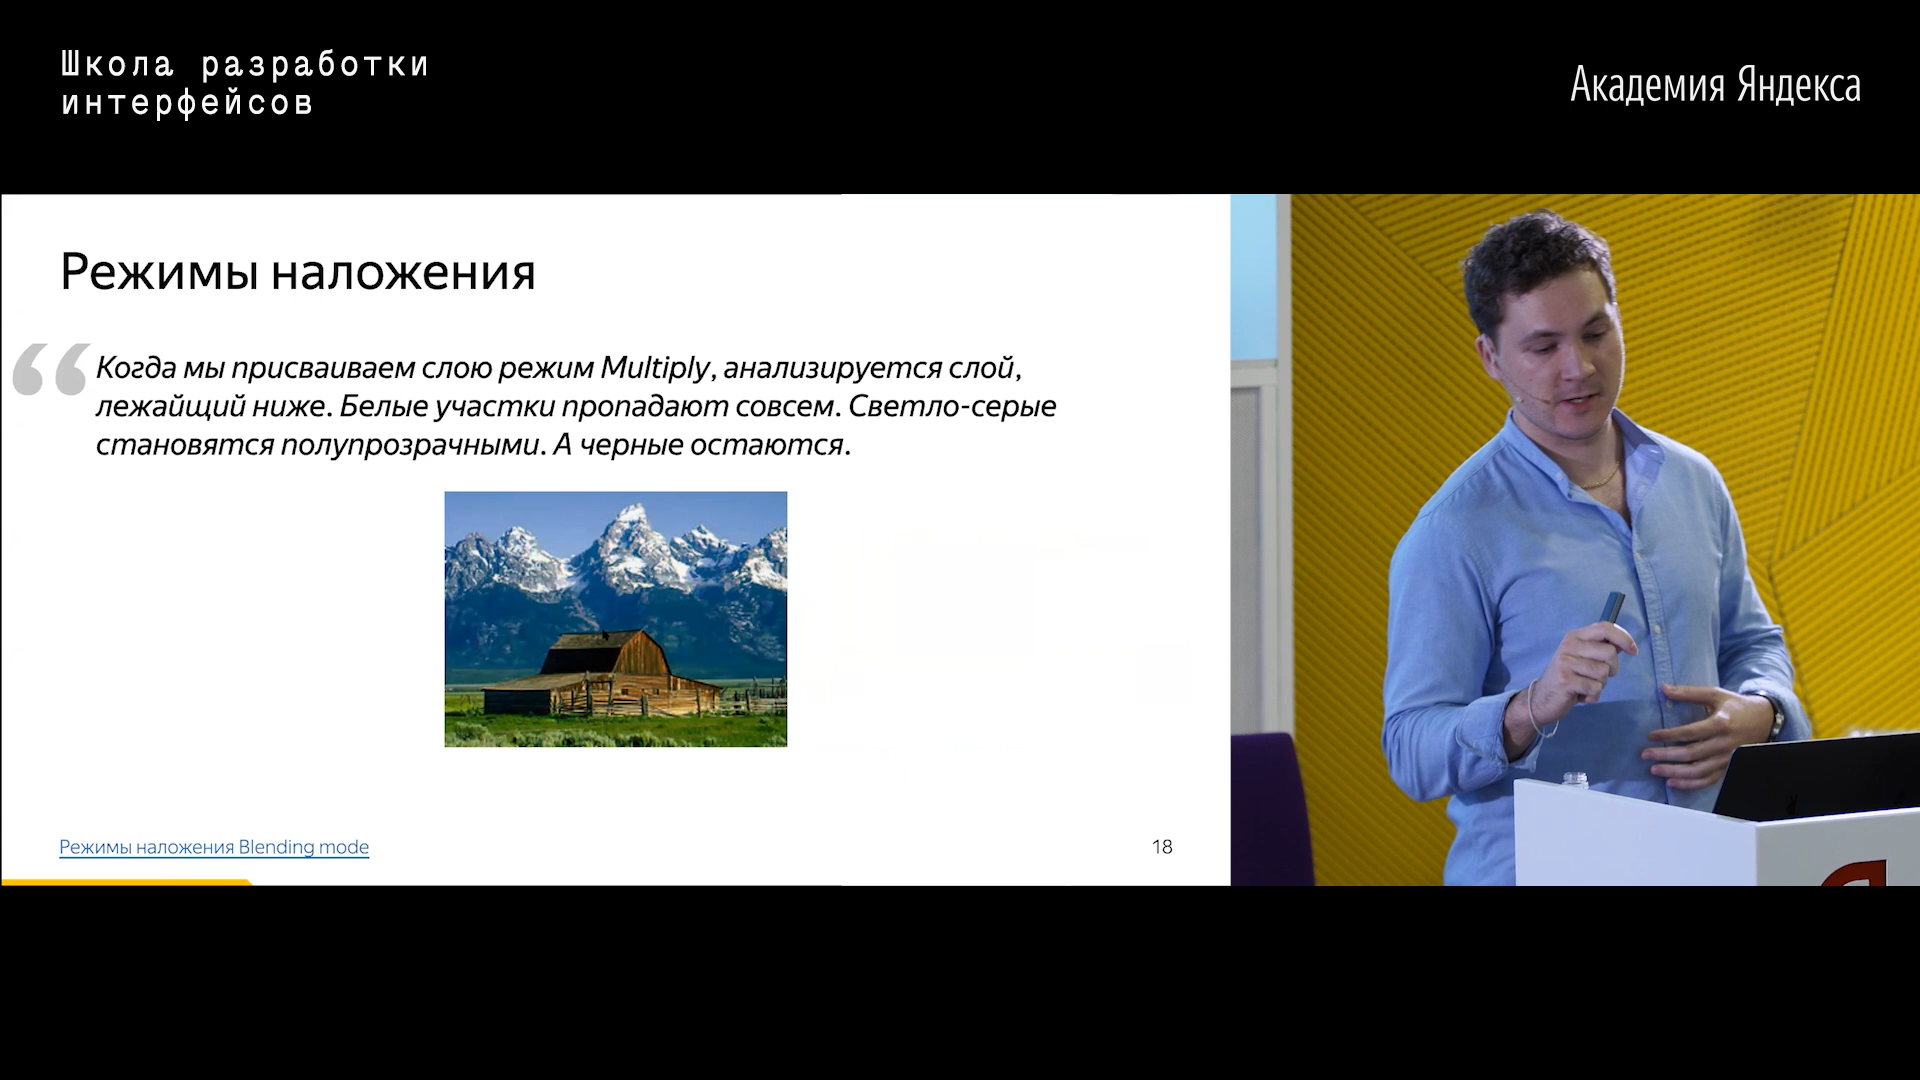 Школа разработки
интерфейсов
Академия Яндекса
Режимы наложения
“ Когда мы присваиваем слою режим Multiply, анализируется слой,
лежайщий ниже. Белые участки пропадают совсем. Светло-серые
становятся полупрозрачными. А черные остаются.
Режимы наложения Blending mode
18